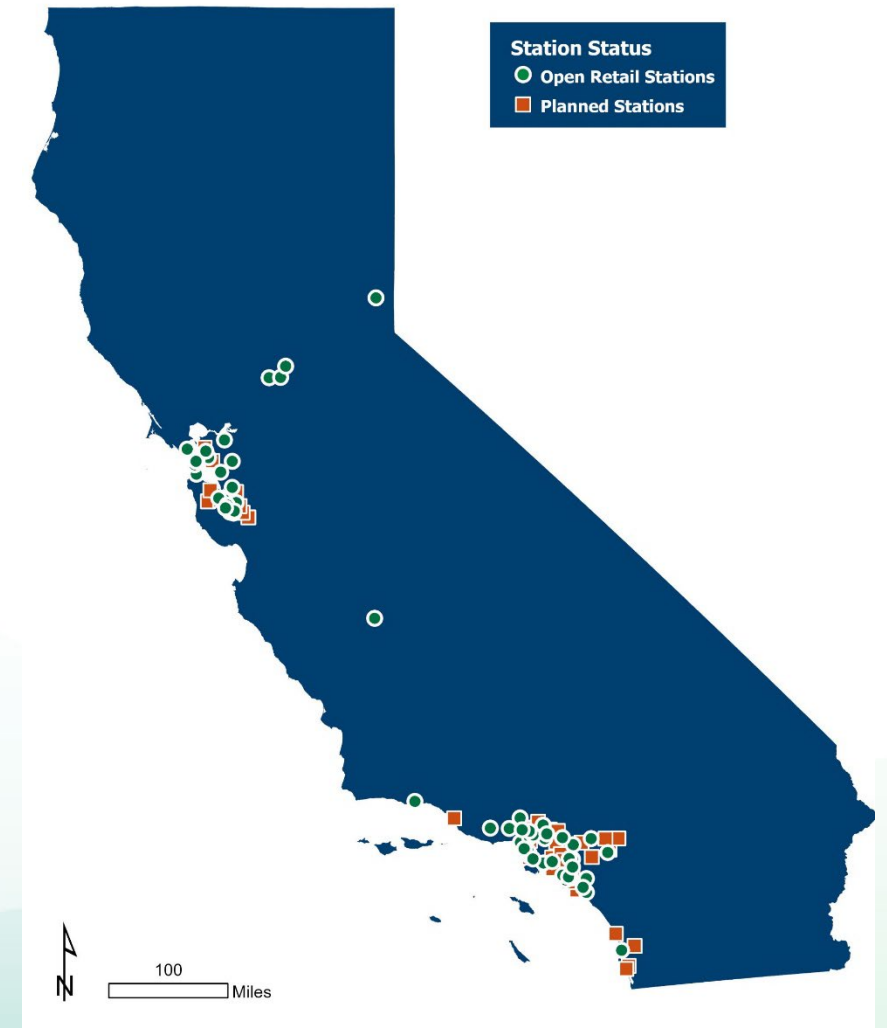 Station Status
Open Retail Stations
Planned Stations
N
100
Miles